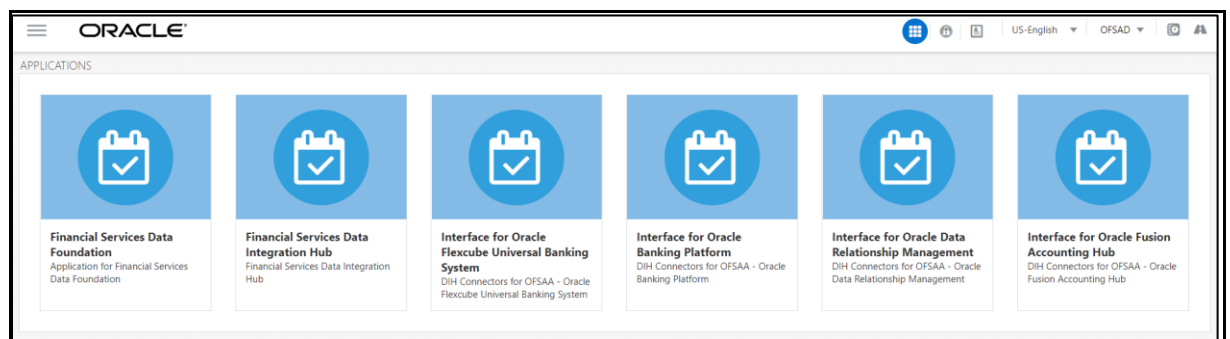 ORACLE
US-English
OFSAD
APPLICATIONS
Financial Services Data
Foundation
Application for Financial Services
Data Foundation
Financial Services Data
Integration Hub
Financial Services Data Integration
Hub
Interface for Oracle
Flexcube Universal Banking
System
DIH Connectors for OFSAA - Oracle
Flexcube Universal Banking System
Interface for Oracle
Banking Platform
DIH Connectors for OFSAA - Oracle
Banking Platform
Interface for Oracle Data
Relationship Management
DIH Connectors for OFSAA - Oracle
Data Relationship Management
Interface for Oracle Fusion
Accounting Hub
DIH Connectors for OFSAA - Oracle
Fusion Accounting Hub